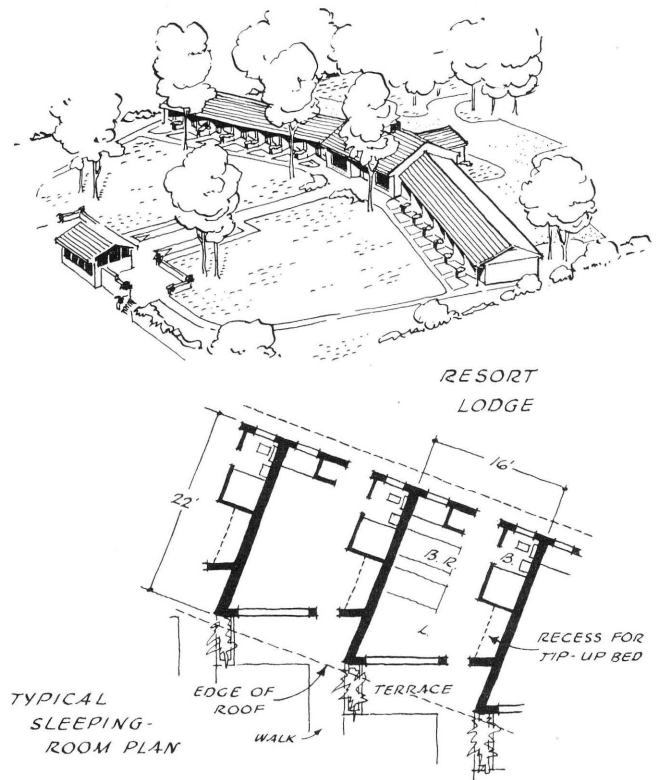 RESORT
LODGE
16'
22'
B.R.
B.
L.
RECESS FOR
TIP-UP BED
EDGE OF
ROOF
TERRACE
WALK
TYPICAL
SLEEPING-
ROOM PLAN